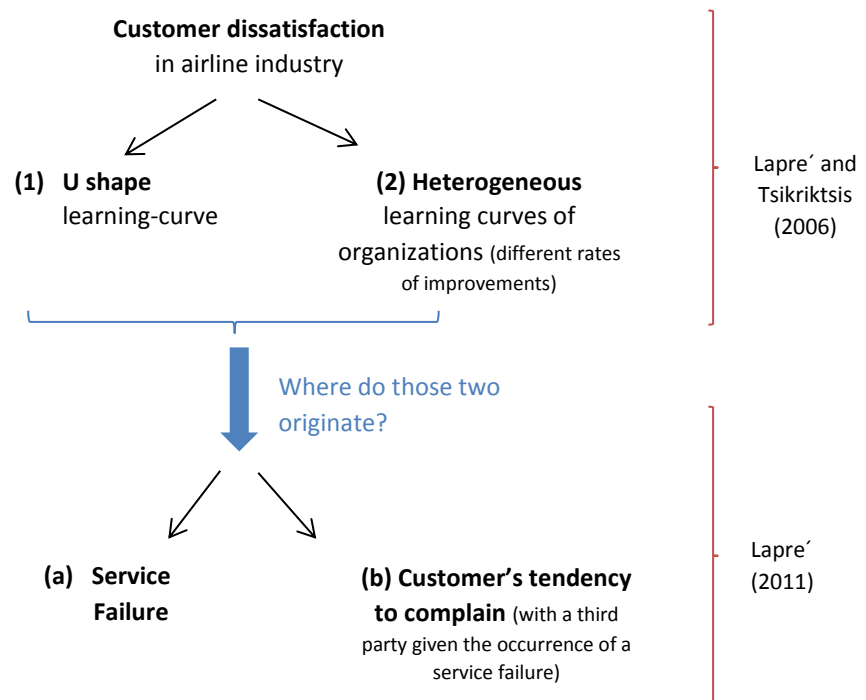 Customer dissatisfaction
in airline industry
(1) U shape
learning-curve
(2) Heterogeneous
learning curves of
organizations (different rates
of improvements)
Lapre´ and
Tsikriktsis
(2006)
Where do those two
originate?
(a) Service
Failure
(b) Customer’s tendency
to complain (with a third
party given the occurrence of a
service failure)
Lapre´
(2011)